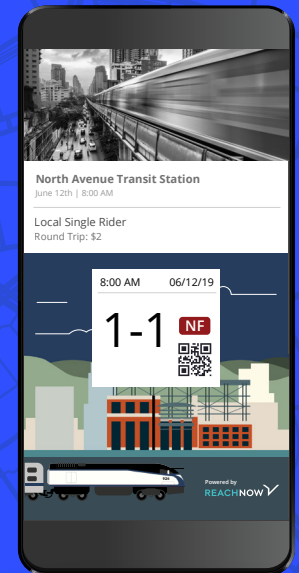 North Avenue Transit Station
June 12th | 8:00 AM
Local Single Rider
Round Trip: $2
8:00 AM 06/12/19
1-1 NF
Powered by
REACHNOW